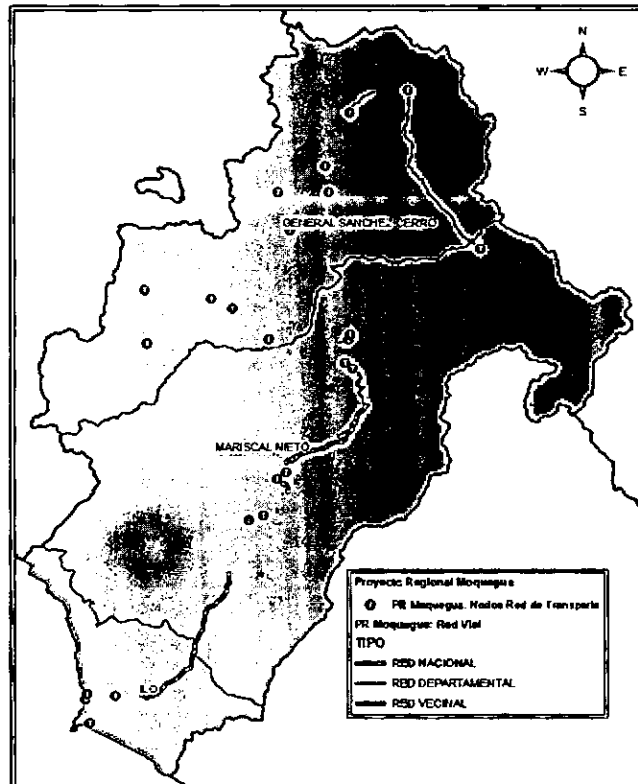 N
W E
S
GENERAL SANCHEZ CERRO
MARISCAL NIETO
ILO
Proyecto Regional Moquegua
PR Moquegua: Nodos Red de Transporte
PR Moquegua: Red Vial
TIPO
RED NACIONAL
RED DEPARTAMENTAL
RED VECINAL